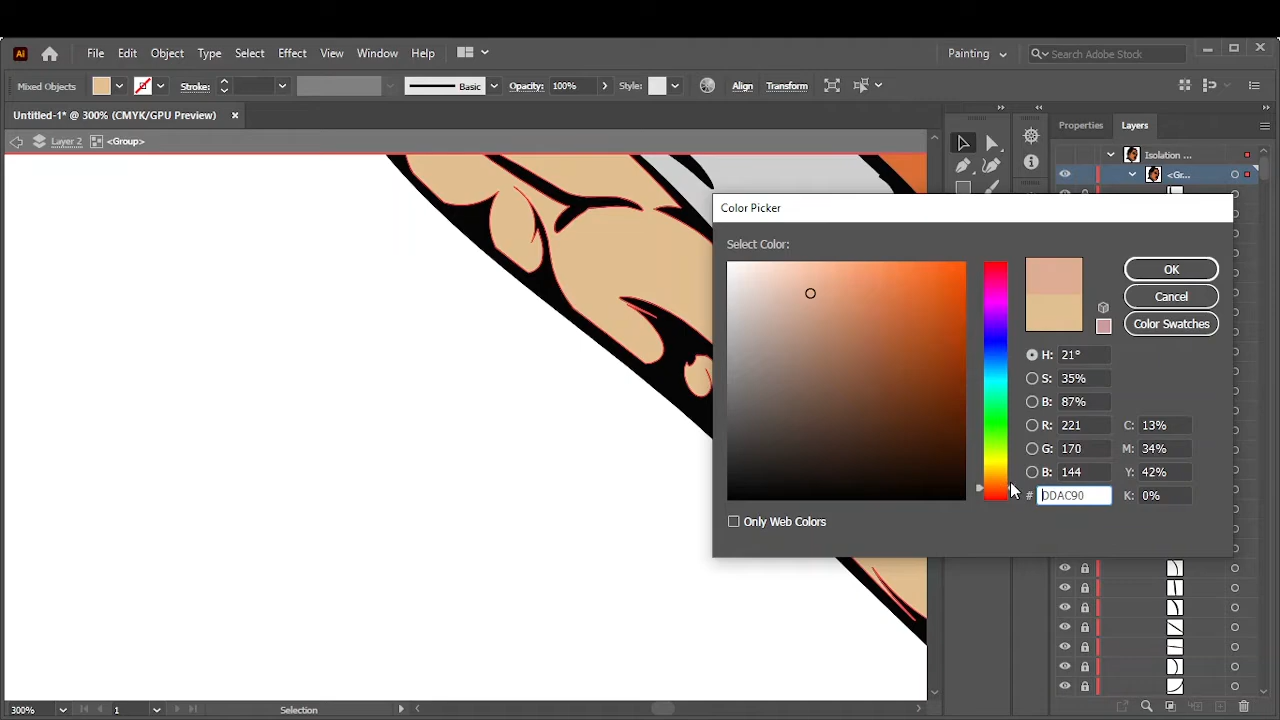 Ai File Edit Object Type Select Effect View Window Help Painting Search Adobe Stock
Mixed Objects Stroke: Basic Opacity: 100% Style: Align Transform
Untitled-1* @ 300% (CMYK/GPU Preview) Properties Layers
Layer 2 <Group> Isolation ...
<Gr...
Color Picker
Select Color:
OK
Cancel
Color Swatches
H: 21°
S: 35%
B: 87%
R: 221 C: 13%
G: 170 M: 34%
B: 144 Y: 42%
# DDAC90 K: 0%
Only Web Colors
300% 1 Selection